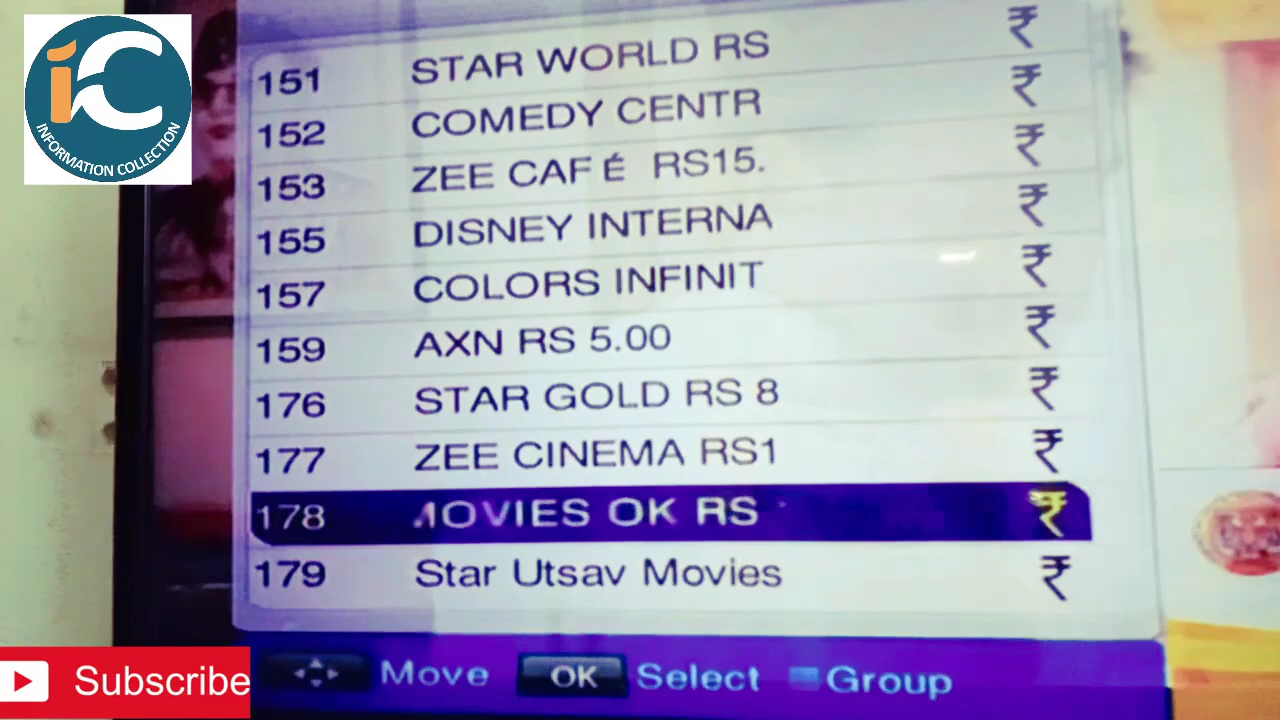 iC
INFORMATION COLLECTION
151 STAR WORLD RS ₹
152 COMEDY CENTR ₹
153 ZEE CAFÉ RS15. ₹
155 DISNEY INTERNA ₹
157 COLORS INFINIT ₹
159 AXN RS 5.00 ₹
176 STAR GOLD RS 8 ₹
177 ZEE CINEMA RS1 ₹
178 MOVIES OK RS ₹
179 Star Utsav Movies ₹
Move OK Select Group
Subscribe